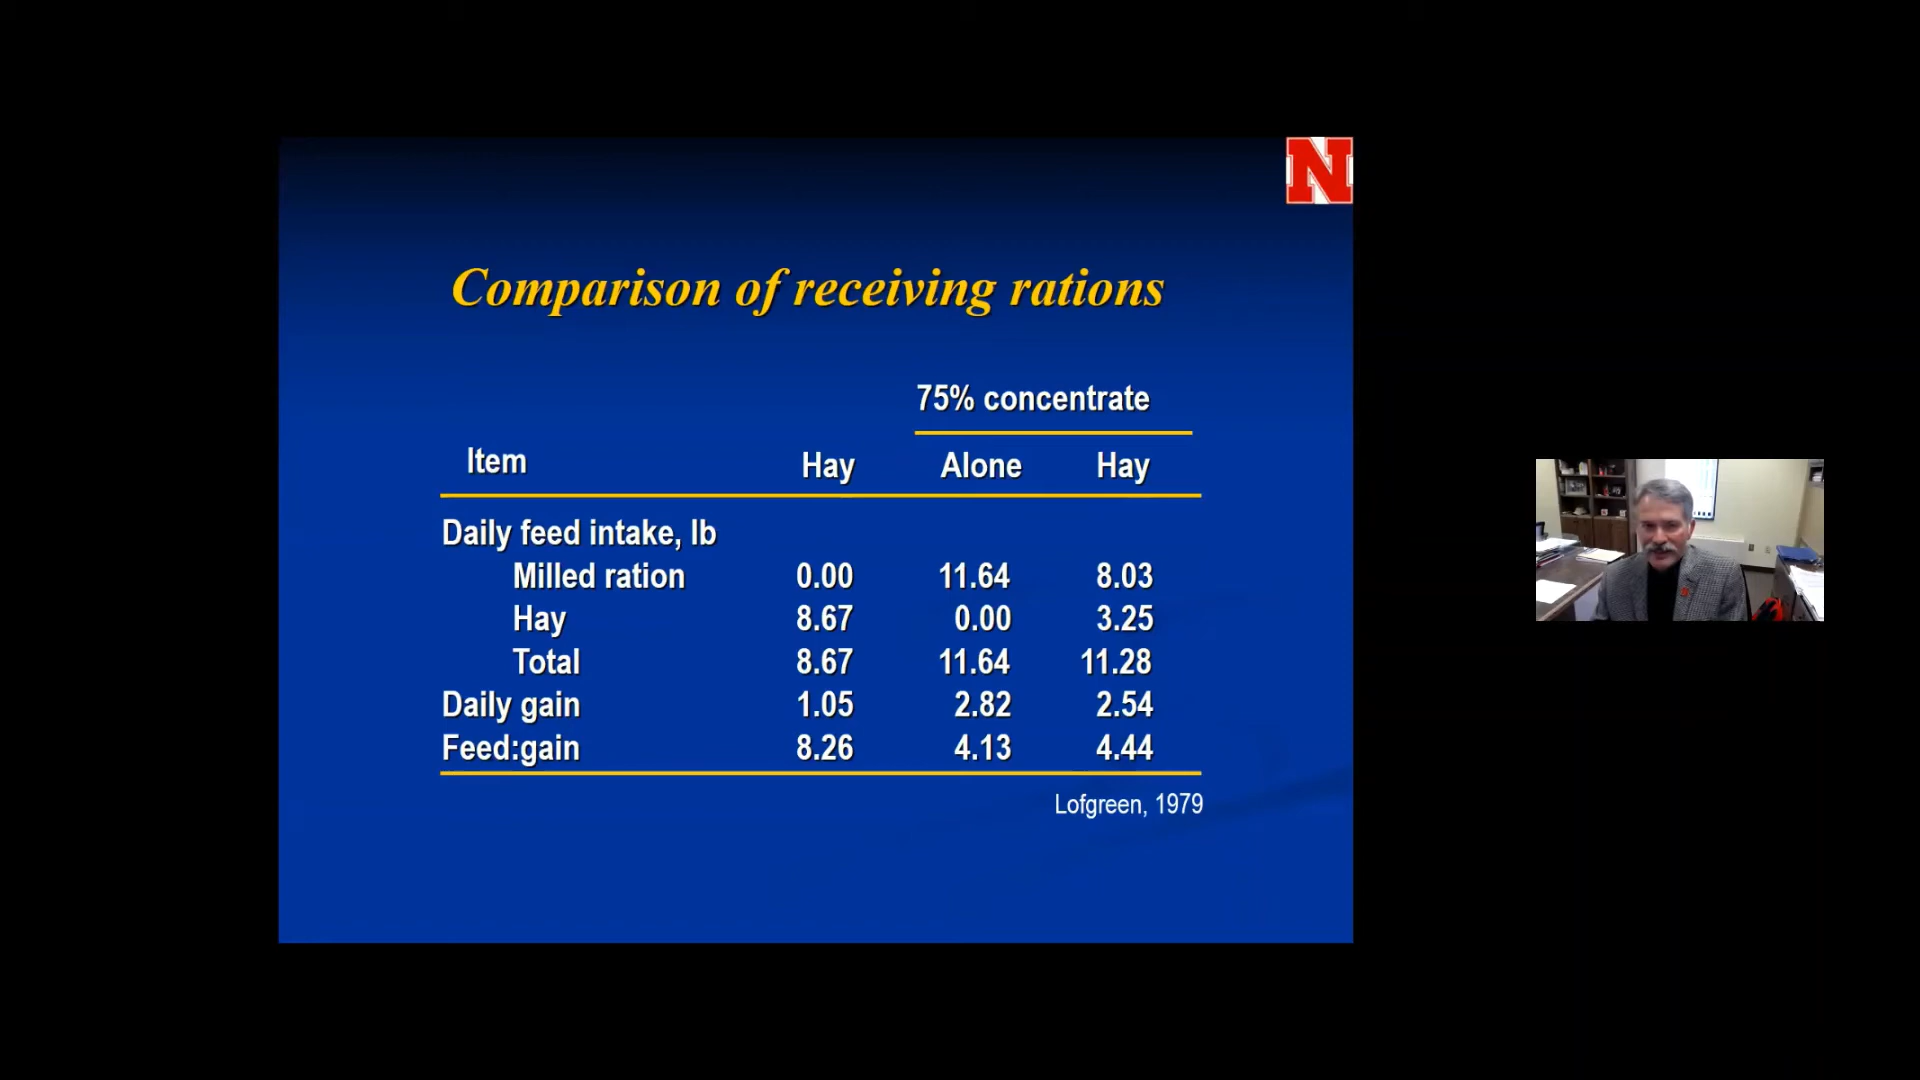 N
Comparison of receiving rations
75% concentrate
Item Hay Alone Hay
Daily feed intake, lb
Milled ration 0.00 11.64 8.03
Hay 8.67 0.00 3.25
Total 8.67 11.64 11.28
Daily gain 1.05 2.82 2.54
Feed:gain 8.26 4.13 4.44
Lofgreen, 1979